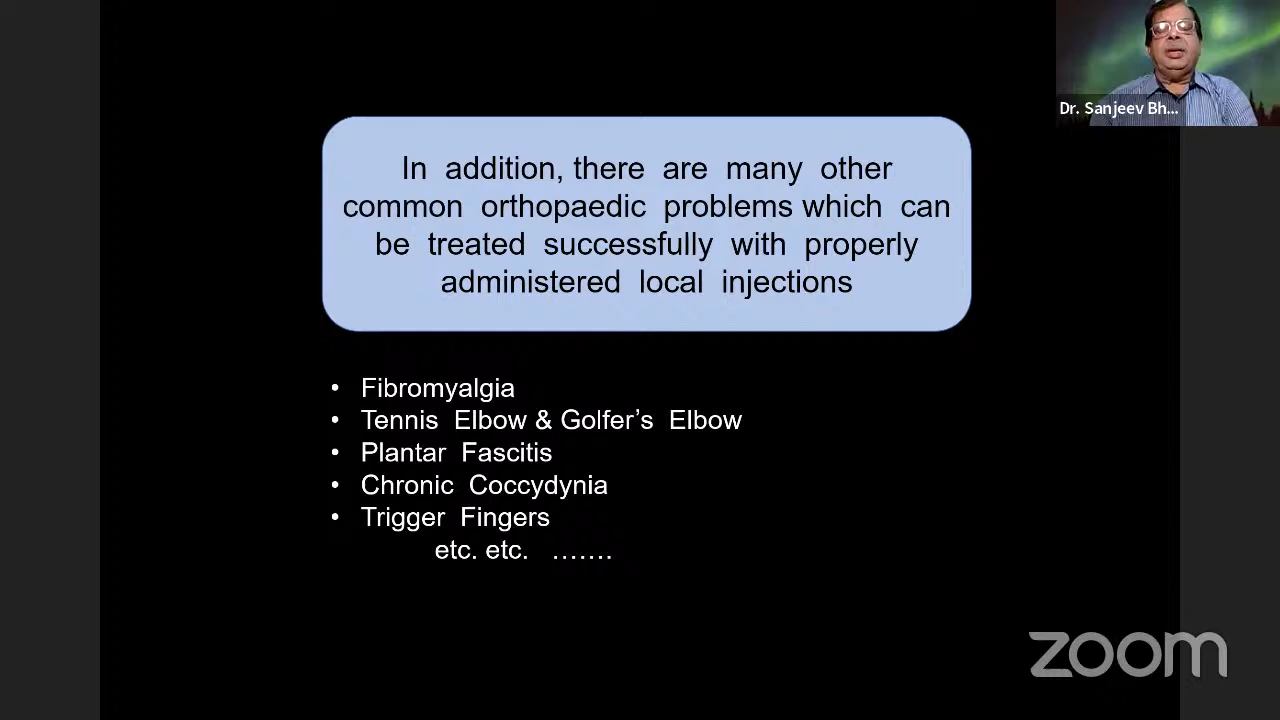 Dr. Sanjeev Bh...
In addition, there are many other
common orthopaedic problems which can
be treated successfully with properly
administered local injections
• Fibromyalgia
• Tennis Elbow & Golfer’s Elbow
• Plantar Fascitis
• Chronic Coccydynia
• Trigger Fingers
etc. etc. .......
zoom